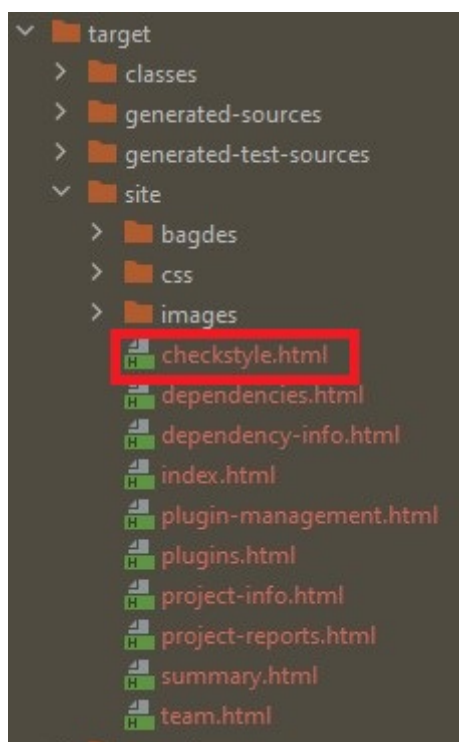 target
classes
generated-sources
generated-test-sources
site
bagdes
css
images
checkstyle.html
dependencies.html
dependency-info.html
index.html
plugin-management.html
plugins.html
project-info.html
project-reports.html
summary.html
team.html